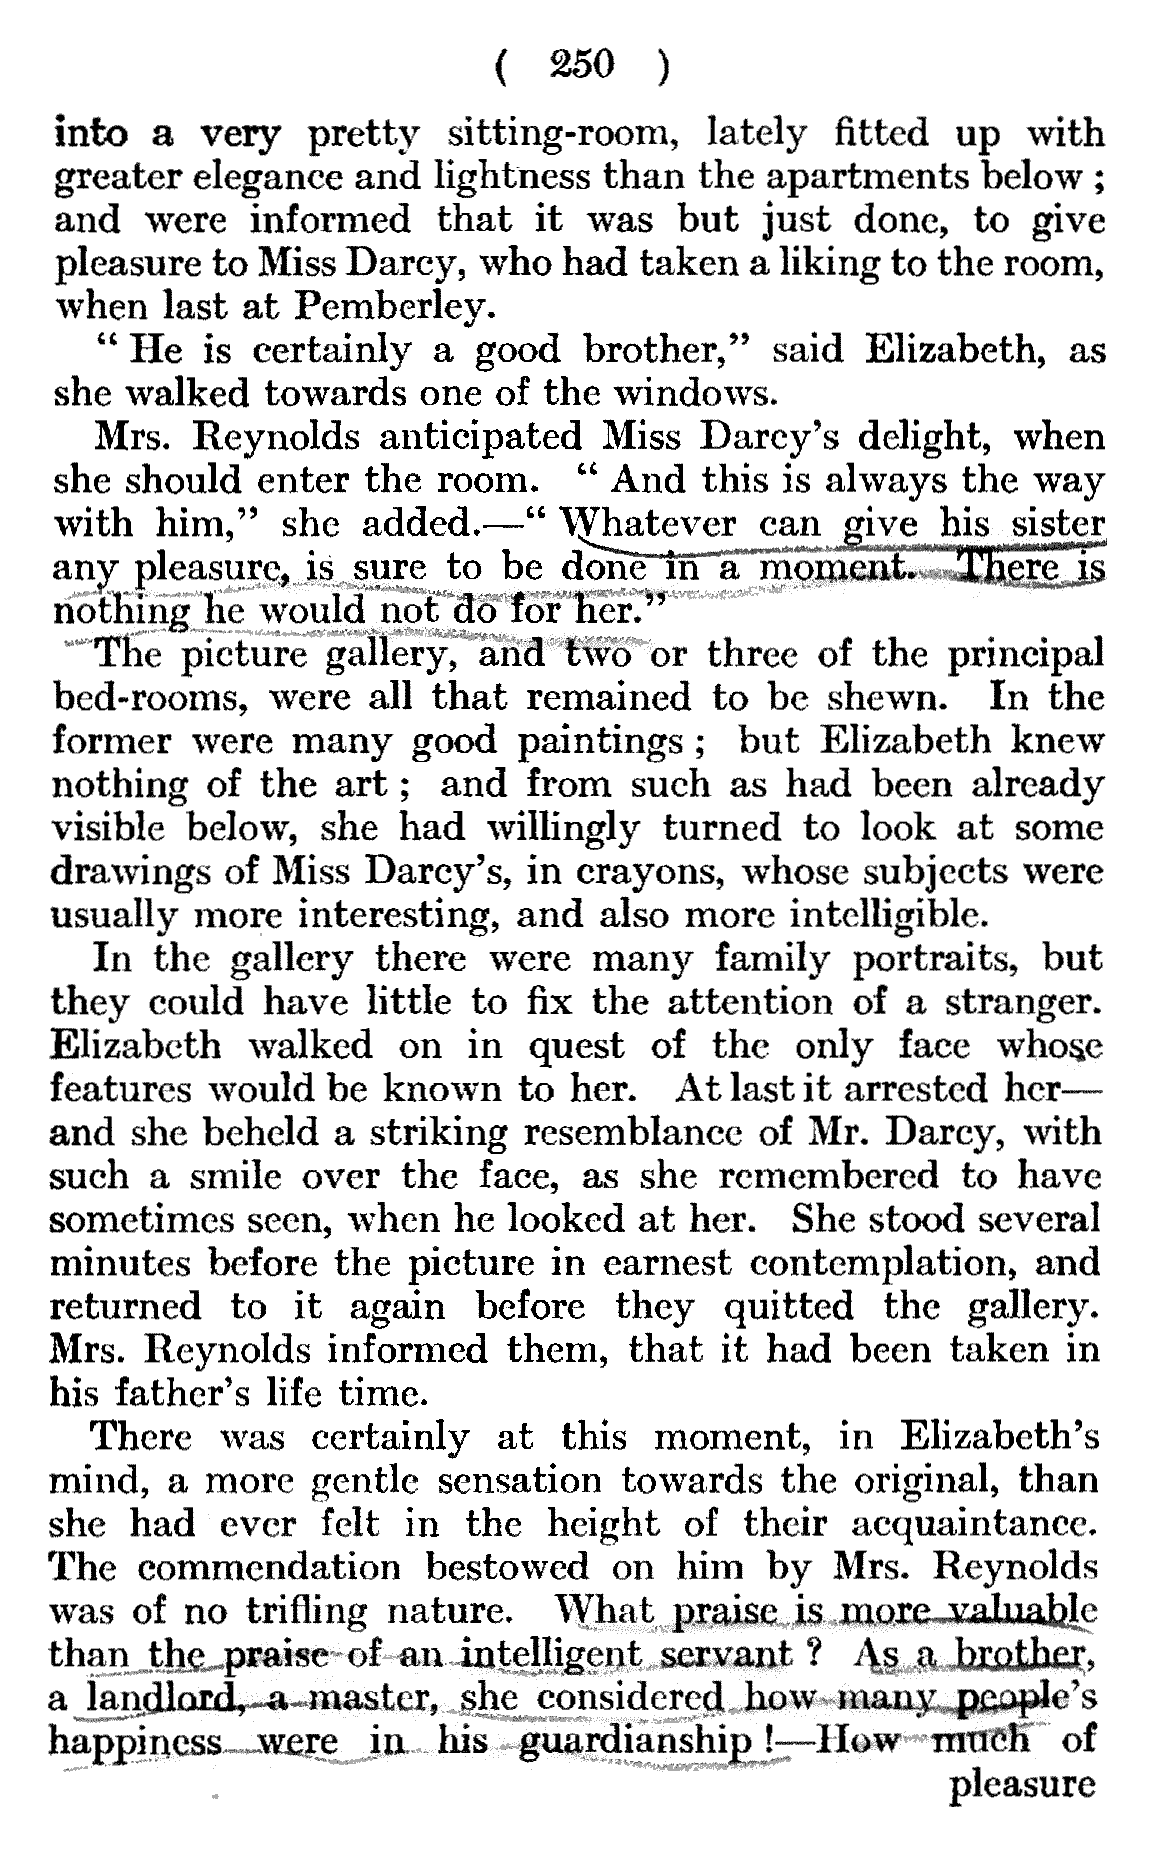 ( 250 )
into a very pretty sitting-room, lately fitted up with
greater elegance and lightness than the apartments below ;
and were informed that it was but just done, to give
pleasure to Miss Darcy, who had taken a liking to the room,
when last at Pemberley.
“ He is certainly a good brother,” said Elizabeth, as
she walked towards one of the windows.
Mrs. Reynolds anticipated Miss Darcy’s delight, when
she should enter the room. “ And this is always the way
with him,” she added.—“ Whatever can give his sister
any pleasure, is sure to be done in a moment. There is
nothing he would not do for her.”
The picture gallery, and two or three of the principal
bed-rooms, were all that remained to be shewn. In the
former were many good paintings ; but Elizabeth knew
nothing of the art ; and from such as had been already
visible below, she had willingly turned to look at some
drawings of Miss Darcy’s, in crayons, whose subjects were
usually more interesting, and also more intelligible.
In the gallery there were many family portraits, but
they could have little to fix the attention of a stranger.
Elizabeth walked on in quest of the only face whose
features would be known to her. At last it arrested her—
and she beheld a striking resemblance of Mr. Darcy, with
such a smile over the face, as she remembered to have
sometimes seen, when he looked at her. She stood several
minutes before the picture in earnest contemplation, and
returned to it again before they quitted the gallery.
Mrs. Reynolds informed them, that it had been taken in
his father’s life time.
There was certainly at this moment, in Elizabeth’s
mind, a more gentle sensation towards the original, than
she had ever felt in the height of their acquaintance.
The commendation bestowed on him by Mrs. Reynolds
was of no trifling nature. What praise is more valuable
than the praise of an intelligent servant ? As a brother,
a landlord, a master, she considered how many people’s
happiness were in his guardianship !—How much of
pleasure